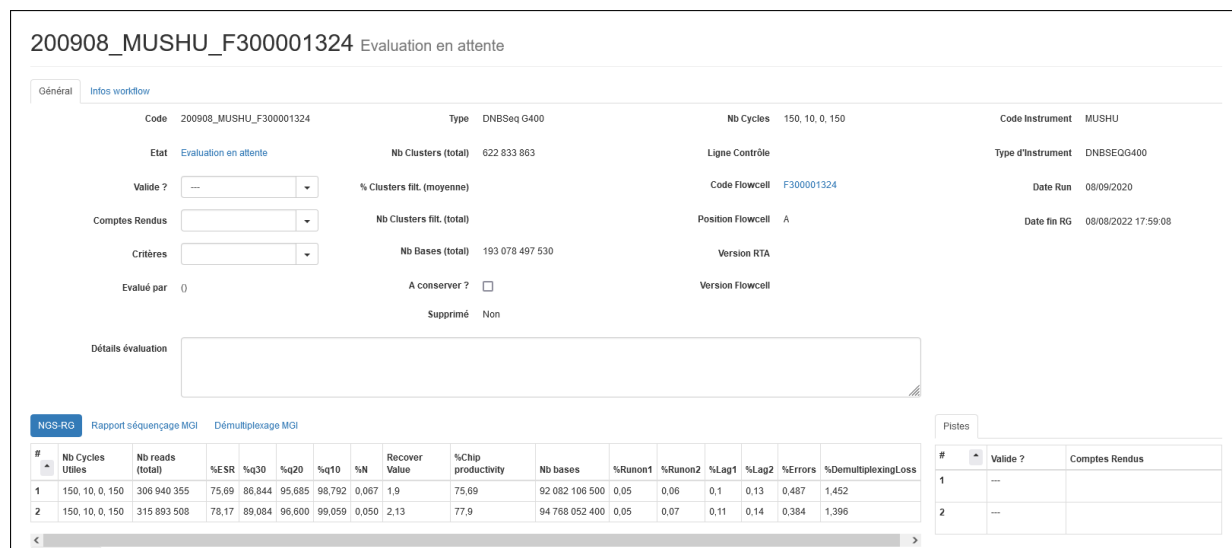 200908_MUSHU_F300001324 Evaluation en attente
Général Infos workflow
Code 200908_MUSHU_F300001324 Type DNBSeq G400 Nb Cycles 150, 10, 0, 150 Code Instrument MUSHU
Etat Evaluation en attente Nb Clusters (total) 622 833 863 Ligne Contrôle Type d'Instrument DNBSEQG400
Valide ? --- % Clusters filt. (moyenne) Code Flowcell F300001324 Date Run 08/09/2020
Comptes Rendus Nb Clusters filt. (total) Position Flowcell A Date fin RG 08/08/2022 17:59:08
Critères Nb Bases (total) 193 078 497 530 Version RTA
Evalué par () A conserver ? Version Flowcell
Supprimé Non
Détails évaluation
NGS-RG Rapport séquençage MGI Démultiplexage MGI Pistes
# Nb Cycles Utiles Nb reads (total) %ESR %q30 %q20 %q10 %N Recover Value %Chip productivity Nb bases %Runon1 %Runon2 %Lag1 %Lag2 %Errors %DemultiplexingLoss # Valide ? Comptes Rendus
1 150, 10, 0, 150 306 940 355 75,69 86,844 95,685 98,792 0,067 1,9 75,69 92 082 106 500 0,05 0,06 0,1 0,13 0,487 1,452 1 ---
2 150, 10, 0, 150 315 893 508 78,17 89,084 96,600 99,059 0,050 2,13 77,9 94 768 052 400 0,05 0,07 0,11 0,14 0,384 1,396 2 ---